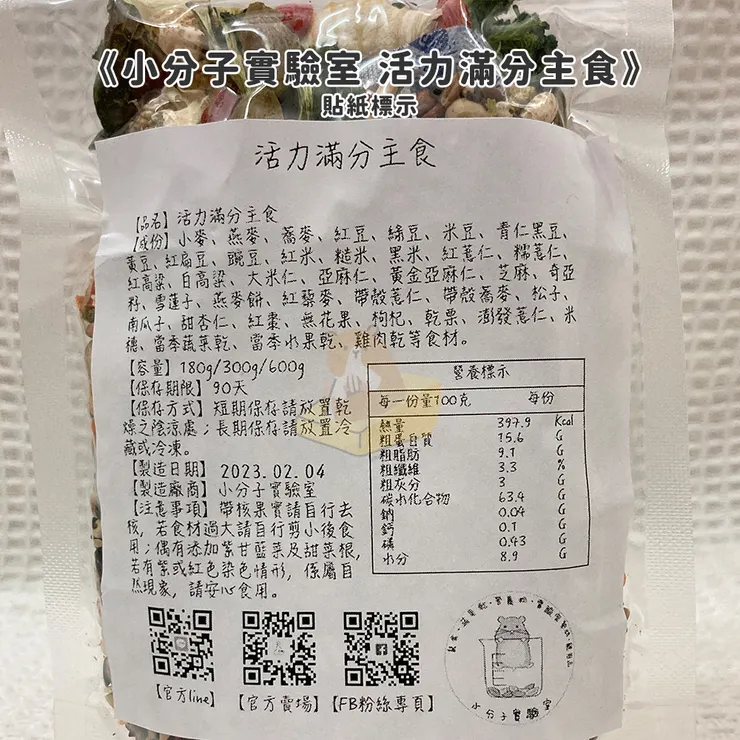 《小分子實驗室 活力滿分主食》
貼紙標示
活力滿分主食
【品名】活力滿分主食
【成份】小麥、燕麥、蕎麥、紅豆、綠豆、米豆、青仁黑豆、
黃豆、紅扁豆、豌豆、紅米、糙米、黑米、紅薏仁、糯薏仁、
紅高粱、白高粱、大米仁、亞麻仁、黃金亞麻仁、芝麻、奇亞
籽、雪蓮子、燕麥餅、紅藜麥、帶殼薏仁、帶殼蕎麥、松子、
南瓜子、甜杏仁、紅棗、無花果、枸杞、乾栗、澎發薏仁、米
德、當季蔬菜乾、當季水果乾、雞肉乾等食材。
【容量】180g/300g/600g
【保存期限】90天
【保存方式】短期保存請放置乾
燥之陰涼處；長期保存請放置冷
藏或冷凍。
【製造日期】2023.02.04
【製造廠商】小分子實驗室
【注意事項】帶核果實請自行去
核，若食材過大請自行剪小後食
用；偶有添加紫甘藍菜及甜菜根，
若有紫或紅色染色情形，係屬自
然現象，請安心食用。
營養標示
每一份量100克 每份
熱量 397.9 Kcal
粗蛋白質 15.6 G
粗脂肪 9.1 G
粗纖維 3.3 %
粗灰分 3 G
碳水化合物 63.4 G
鈉 0.04 G
鈣 0.1 G
磷 0.43 G
水分 8.9 G
【官方line】
【官方賣場】
【FB粉絲專頁】
小分子實驗室